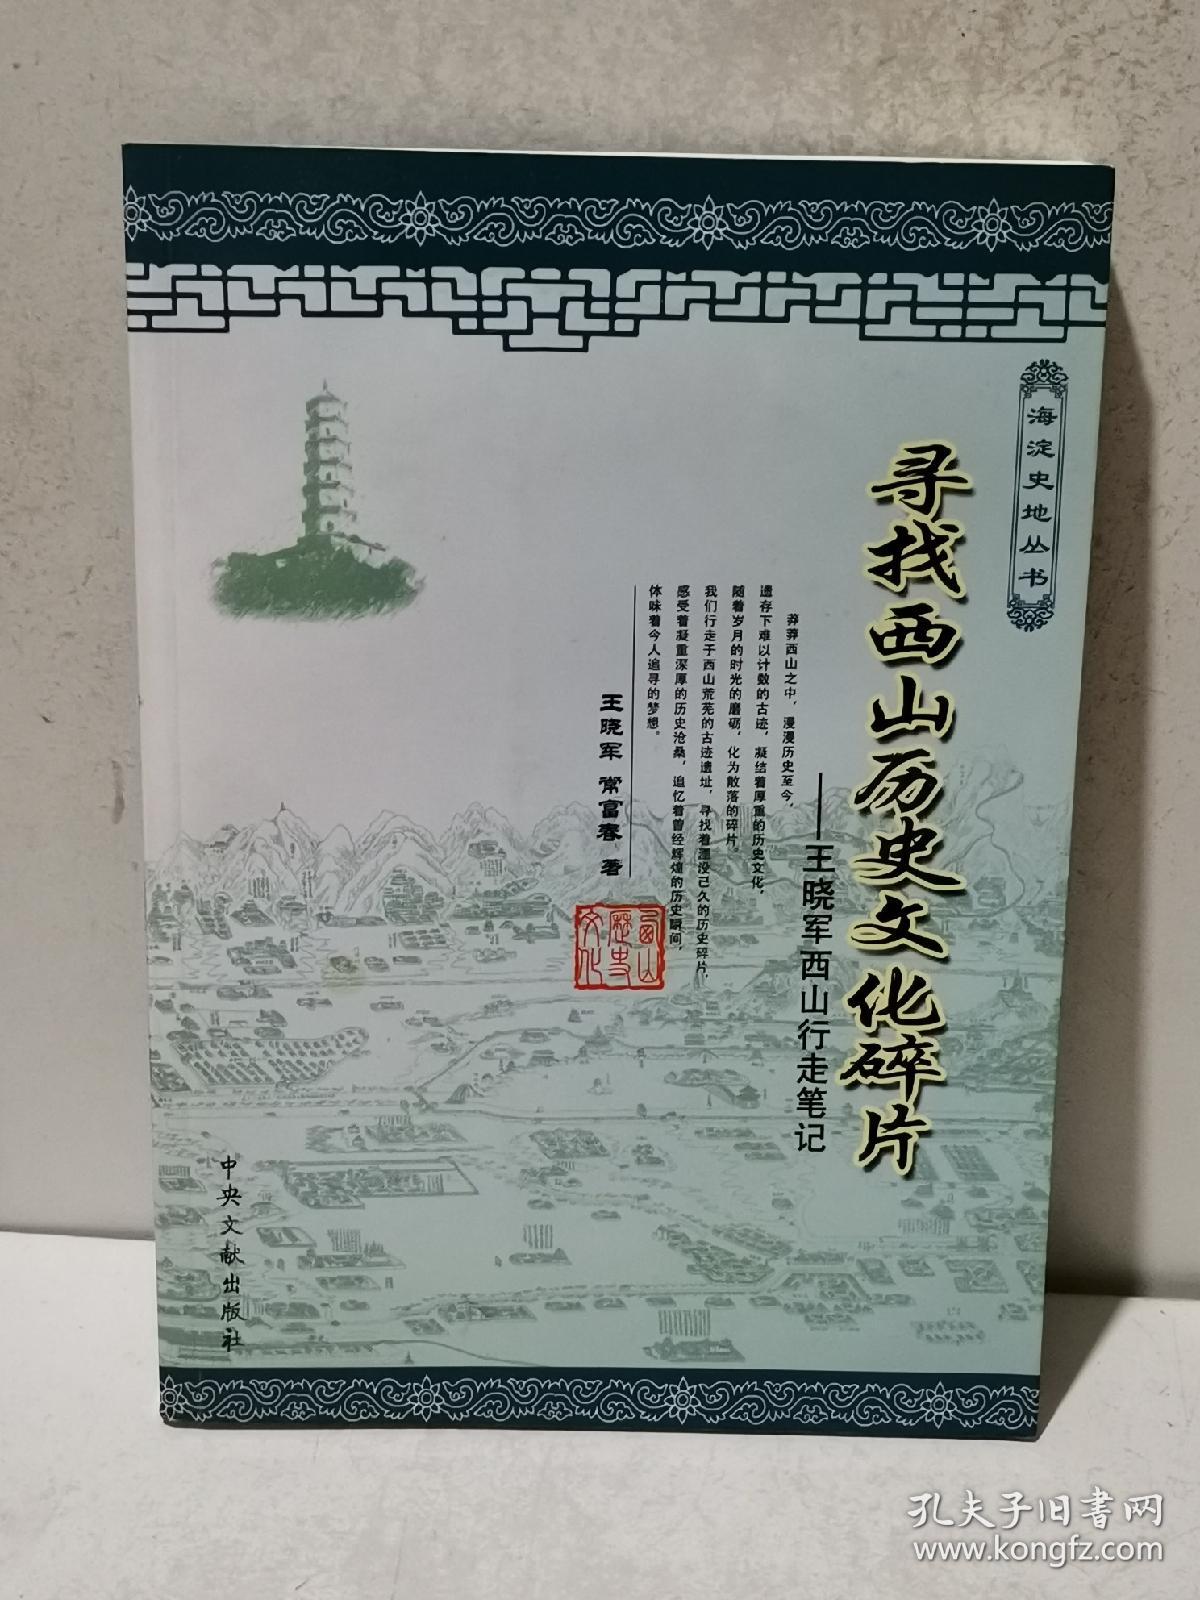 海淀史地丛书
寻找西山历史文化碎片
——王晓军西山行走笔记
莽莽西山之中，漫漫历史至今，
遗存下难以计数的古迹，凝结着厚重的历史文化，
随着岁月的时光的磨砺，化为散落的碎片。
我们行走于西山荒芜的古迹遗址，寻找着湮没已久的历史碎片，
感受着凝重深厚的历史沧桑，追忆着曾经辉煌的历史瞬间，
体味着今人追寻的梦想。
王晓军 常富春 著
西山
历史
文化
中央文献出版社
孔夫子旧书网
www.kongfz.com